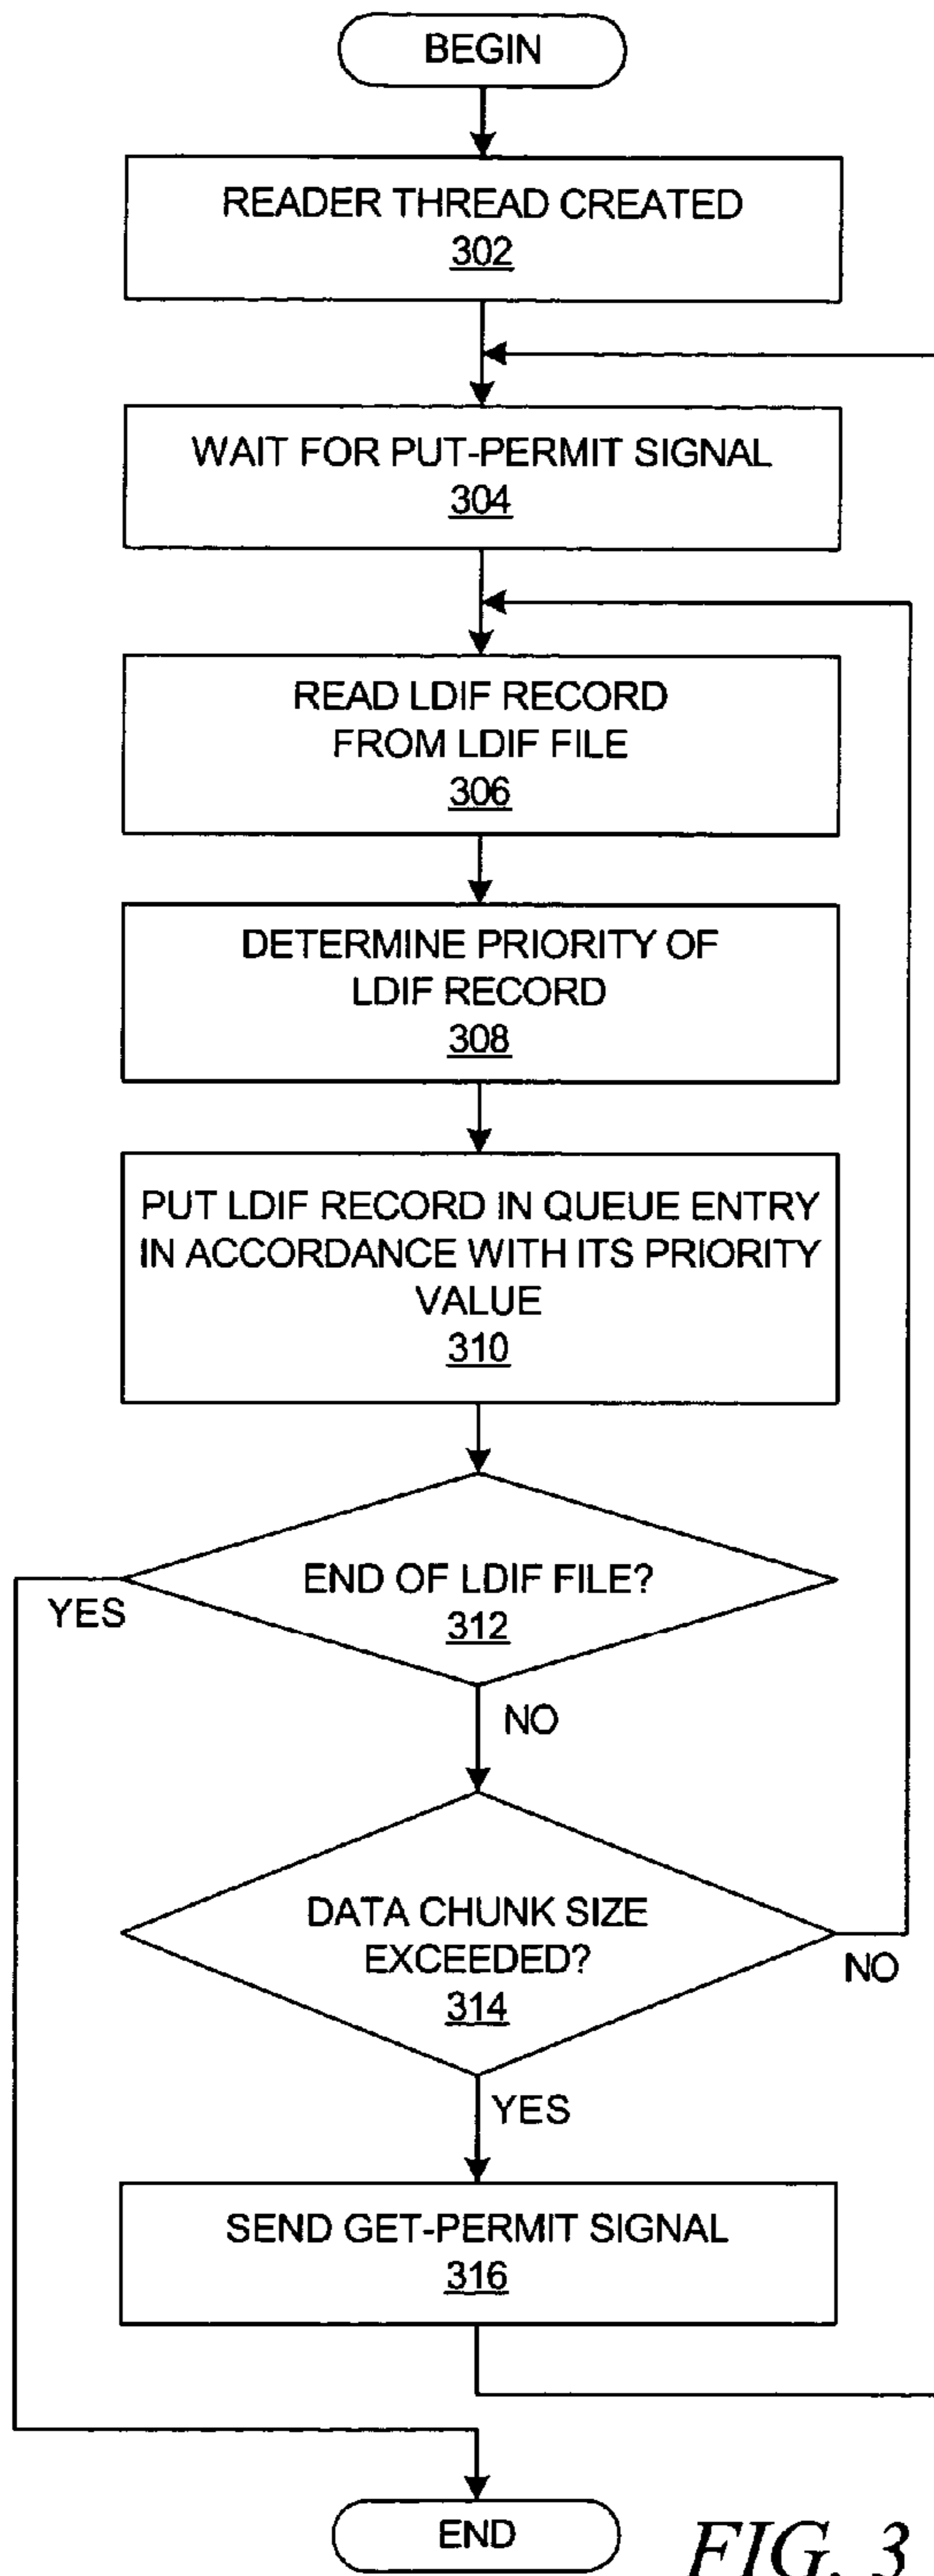 BEGIN
READER THREAD CREATED
302
WAIT FOR PUT-PERMIT SIGNAL
304
READ LDIF RECORD
FROM LDIF FILE
306
DETERMINE PRIORITY OF
LDIF RECORD
308
PUT LDIF RECORD IN QUEUE ENTRY
IN ACCORDANCE WITH ITS PRIORITY
VALUE
310
END OF LDIF FILE?
312
YES
NO
DATA CHUNK SIZE
EXCEEDED?
314
NO
YES
SEND GET-PERMIT SIGNAL
316
END
FIG. 3